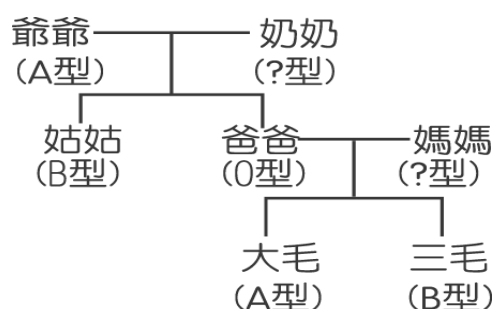 爺爺 奶奶
(A型) (?型)
姑姑 爸爸 媽媽
(B型) (O型) (?型)
大毛 三毛
(A型) (B型)